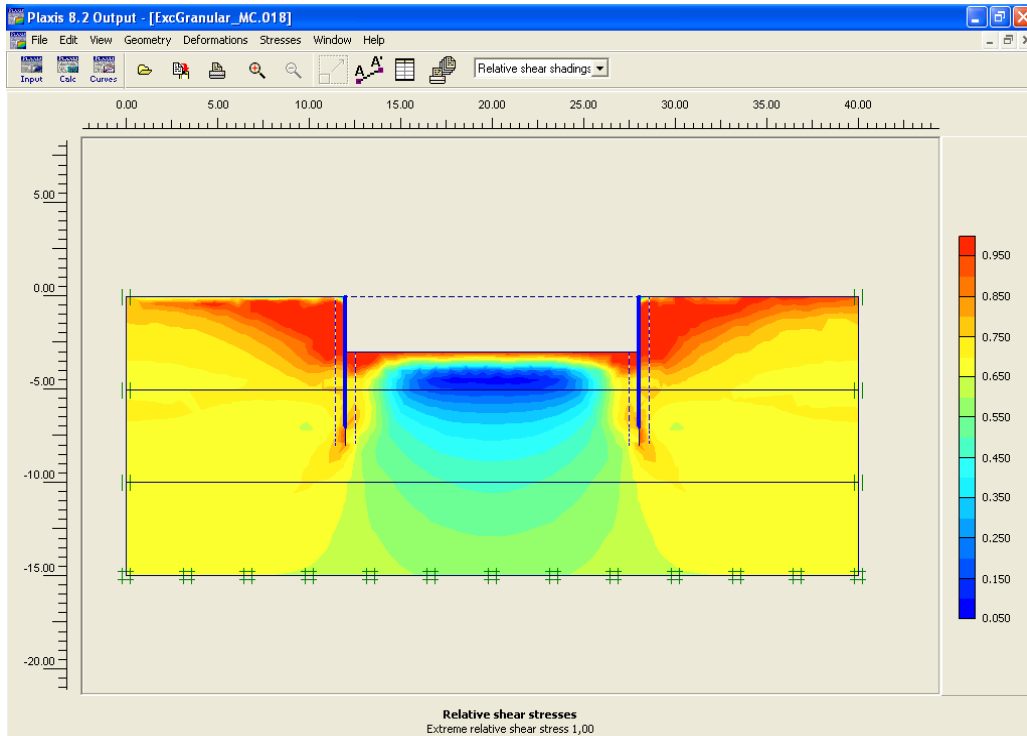 Plaxis 8.2 Output - [ExcGranular_MC.018]
File Edit View Geometry Deformations Stresses Window Help
PLAXIS PLAXIS PLAXIS
Input Calc Curves A A* Relative shear shadings
0.00 5.00 10.00 15.00 20.00 25.00 30.00 35.00 40.00
5.00
0.00
-5.00
-10.00
-15.00
-20.00
0.950
0.850
0.750
0.650
0.550
0.450
0.350
0.250
0.150
0.050
Relative shear stresses
Extreme relative shear stress 1,00